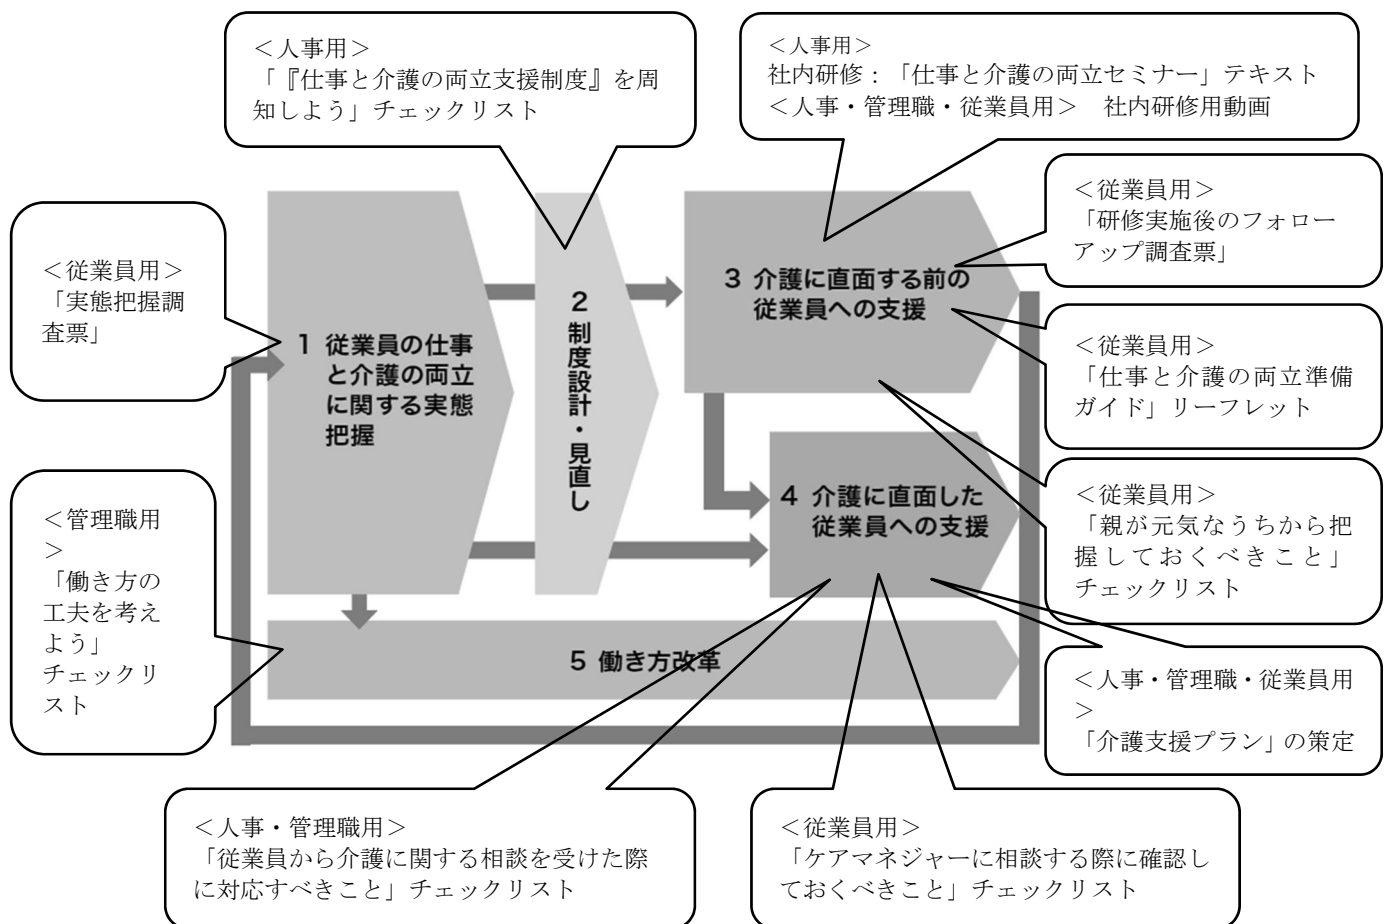 ＜人事用＞
「『仕事と介護の両立支援制度』を周
知しよう」チェックリスト
＜人事用＞
社内研修：「仕事と介護の両立セミナー」テキスト
＜人事・管理職・従業員用＞　社内研修用動画
＜従業員用＞
「実態把握調
査票」
＜従業員用＞
「研修実施後のフォロー
アップ調査票」
1 従業員の仕事
と介護の両立
に関する実態
把握
2 制度設計・見直し
3 介護に直面する前の
従業員への支援
＜従業員用＞
「仕事と介護の両立準備
ガイド」リーフレット
4 介護に直面した
従業員への支援
＜従業員用＞
「親が元気なうちから把
握しておくべきこと」
チェックリスト
＜管理職用
＞
「働き方の
工夫を考え
よう」
チェックリ
スト
5 働き方改革
＜人事・管理職・従業員用
＞
「介護支援プラン」の策定
＜人事・管理職用＞
「従業員から介護に関する相談を受けた際
に対応すべきこと」チェックリスト
＜従業員用＞
「ケアマネジャーに相談する際に確認し
ておくべきこと」チェックリスト